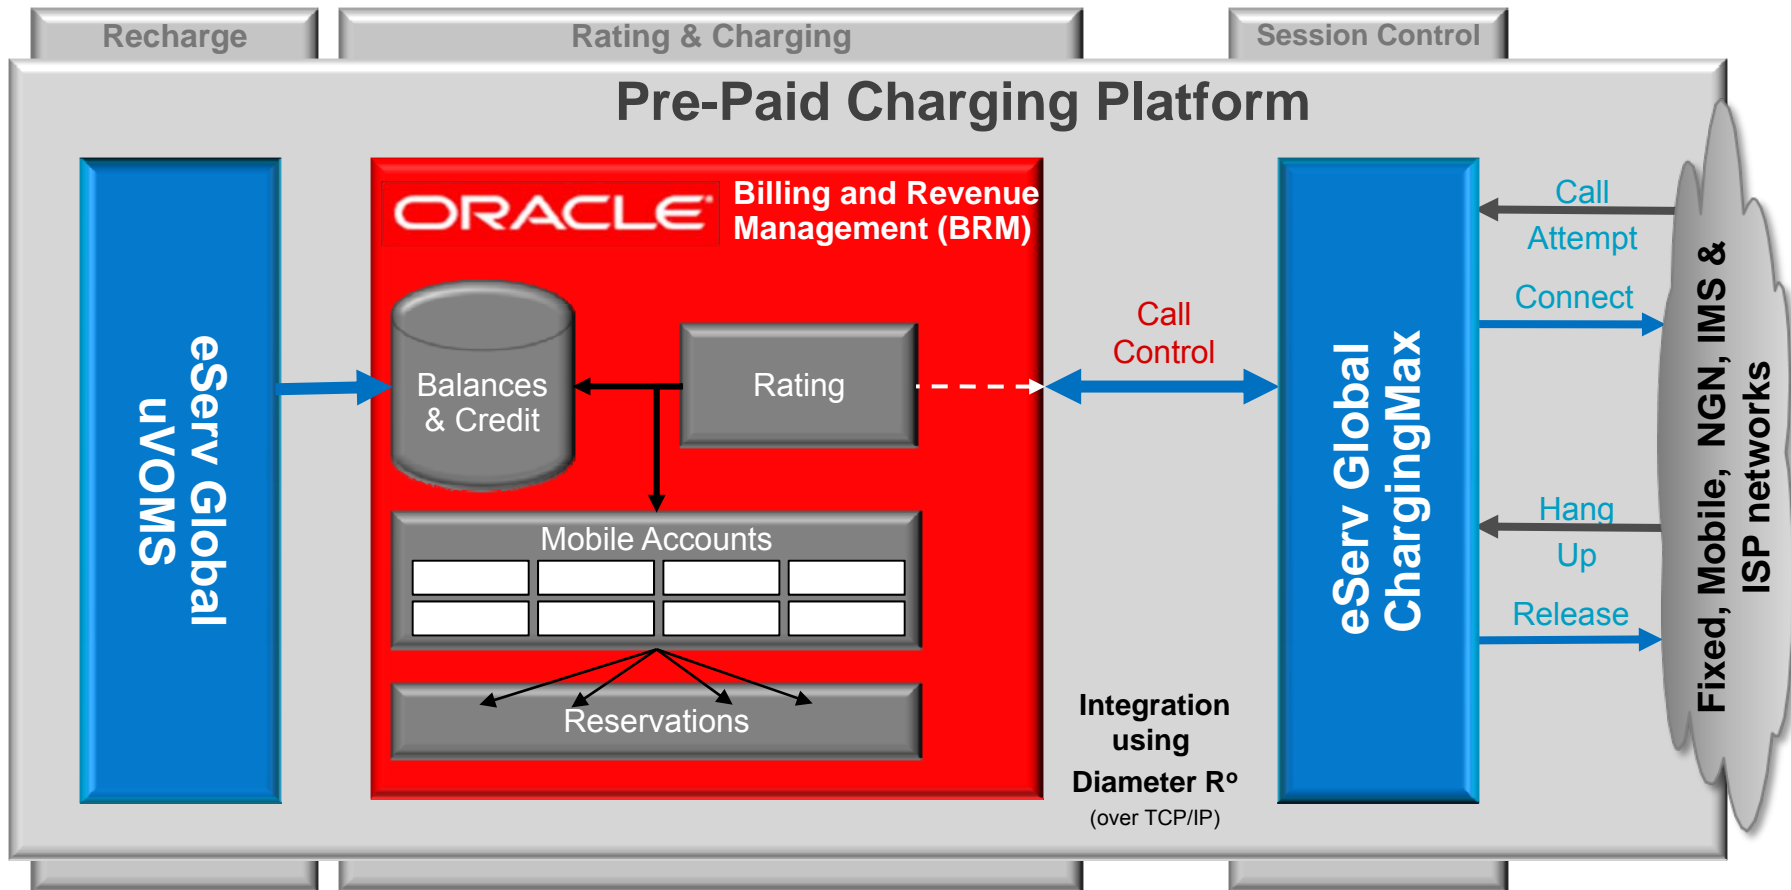 Recharge
Rating & Charging
Session Control
Pre-Paid Charging Platform
eServ Global
uVOMS
ORACLE®
Billing and Revenue
Management (BRM)
Balances
& Credit
Rating
Mobile Accounts
Reservations
Call
Control
Integration
using
Diameter Rº
(over TCP/IP)
eServ Global
ChargingMax
Call
Attempt
Connect
Hang
Up
Release
Fixed, Mobile, NGN, IMS &
ISP networks